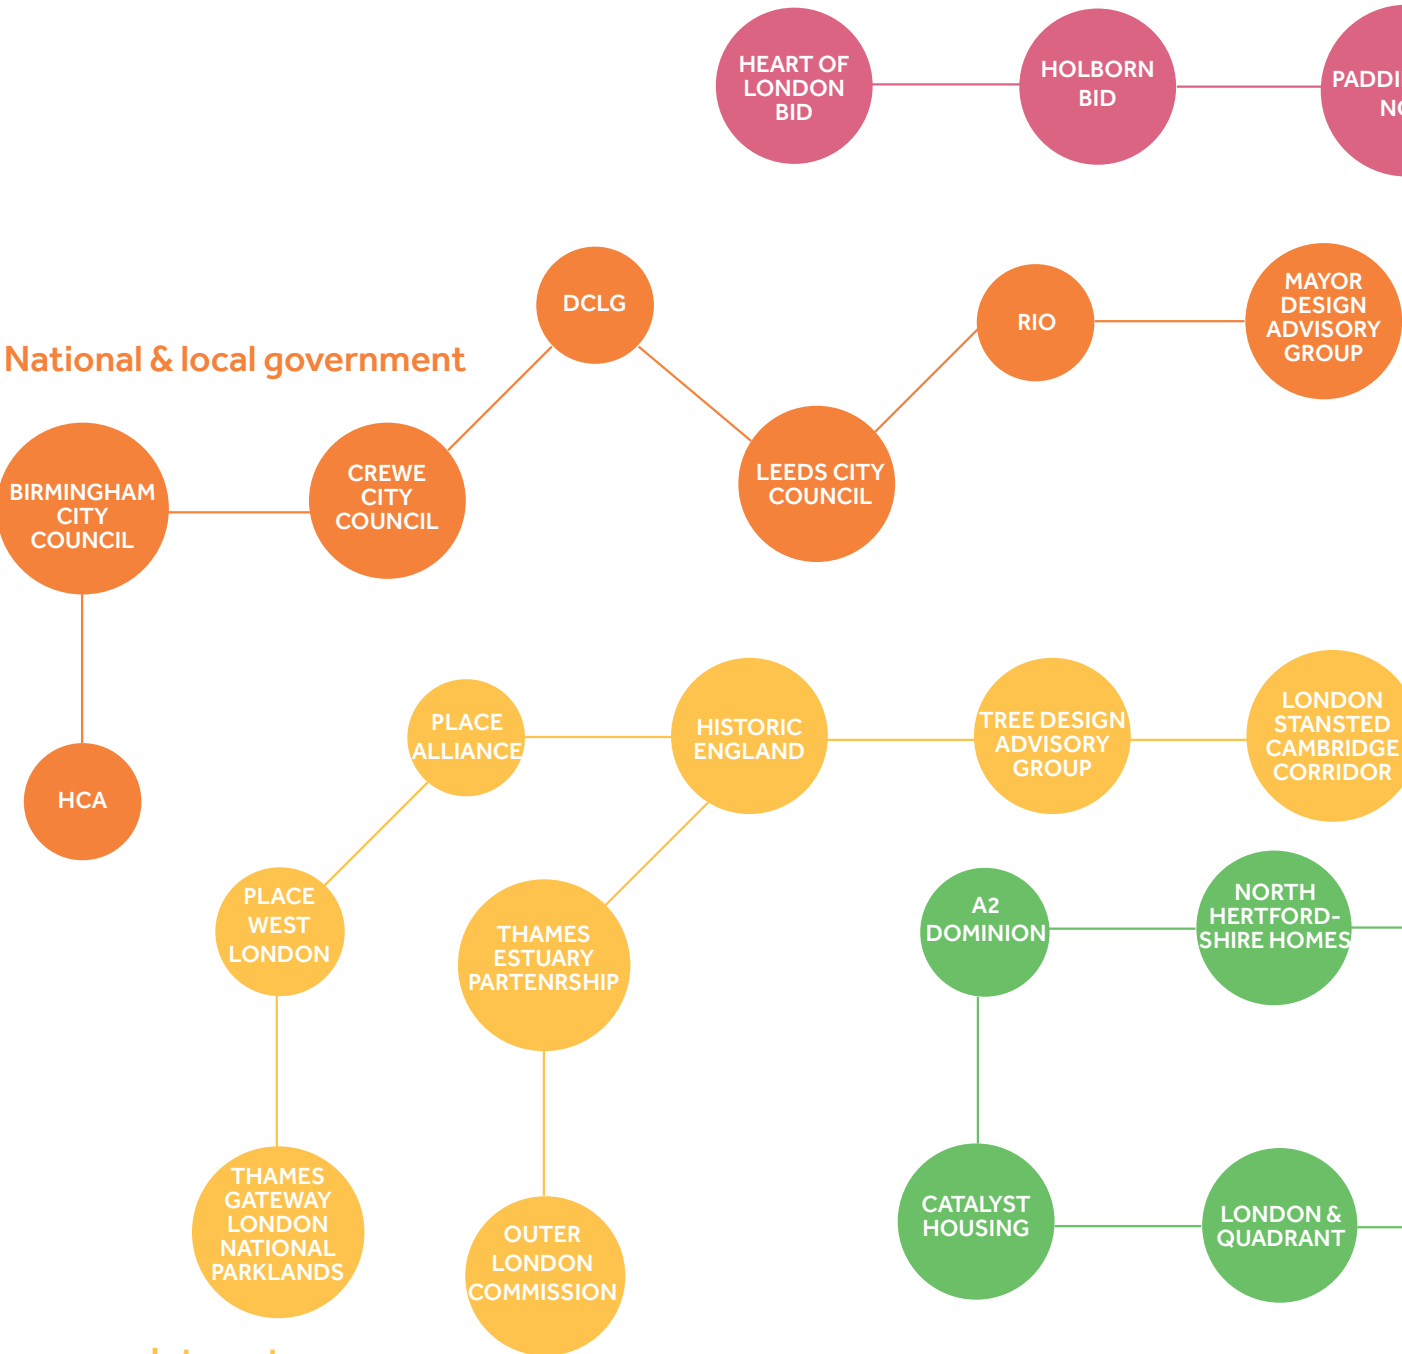 HEART OF
LONDON
BID
HOLBORN
BID
DCLG
RIO
MAYOR
DESIGN
ADVISORY
GROUP
National & local government
BIRMINGHAM
CITY
COUNCIL
CREWE
CITY
COUNCIL
LEEDS CITY
COUNCIL
HCA
PLACE
ALLIANCE
HISTORIC
ENGLAND
TREE DESIGN
ADVISORY
GROUP
LONDON
STANSTED
CAMBRIDGE
CORRIDOR
PLACE
WEST
LONDON
THAMES
ESTUARY
PARTENRSHIP
A2
DOMINION
NORTH
HERTFORD-
SHIRE HOMES
THAMES
GATEWAY
LONDON
NATIONAL
PARKLANDS
OUTER
LONDON
COMMISSION
CATALYST
HOUSING
LONDON &
QUADRANT